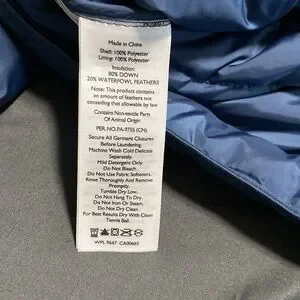 Made in China
Shell: 100% Polyester
Lining: 100% Polyester
Insulation:
80% DOWN
20% WATERFOWL FEATHERS
Note: This product contains
an amount of feathers not
exceeding that allowable by law
Contains Non-textile Parts
Of Animal Origin
PER. NO.PA-9755 (CN)
Secure All Garment Closures
Before Laundering.
Machine Wash Cold Delicate
Separately.
Mild Detergent Only.
Do Not Bleach.
Do Not Use Fabric Softeners.
Rinse Thoroughly And Promptly
Tumble Dry Low.
Do Not Hang To Dry.
Do Not Iron Or Steam.
Do Not Dry Clean.
For Best Results Dry With Clean
Tennis Ball.
WPL 9647 CA00665